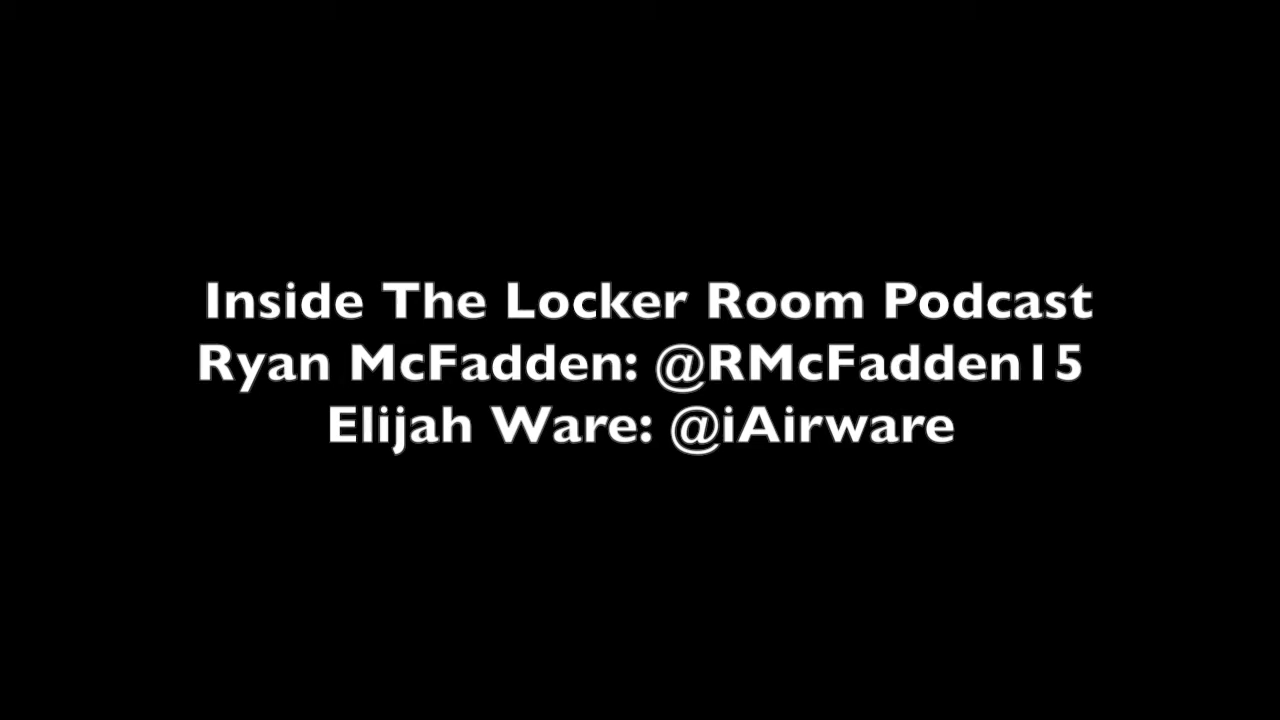 Inside The Locker Room Podcast
Ryan McFadden: @RMcFadden15
Elijah Ware: @iAirware